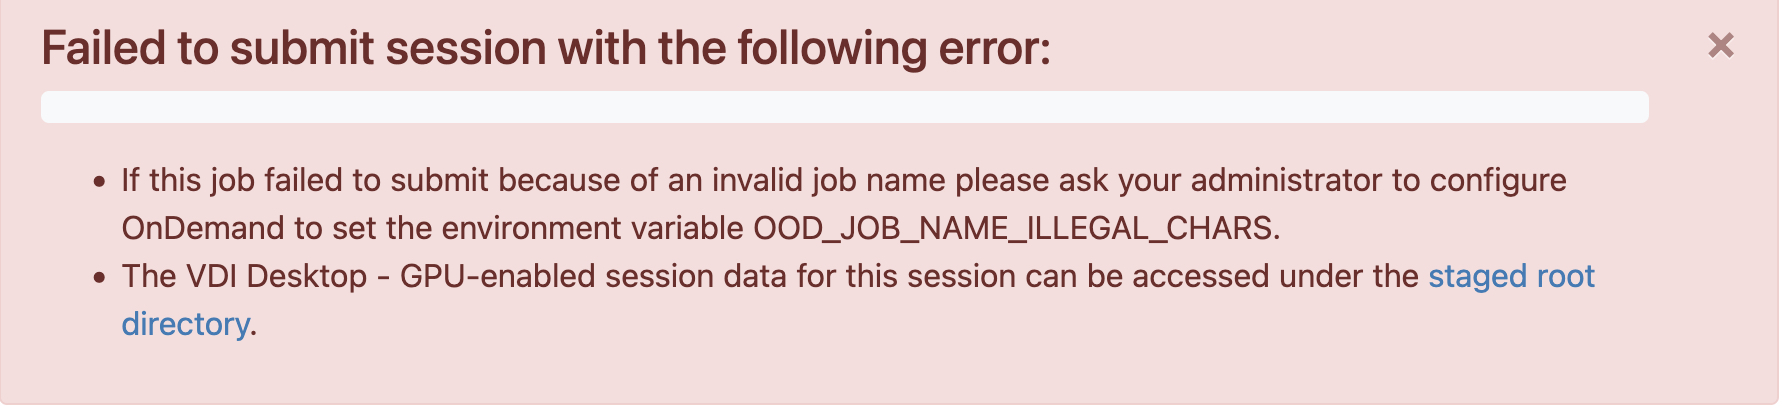 Failed to submit session with the following error:
If this job failed to submit because of an invalid job name please ask your administrator to configure
OnDemand to set the environment variable OOD_JOB_NAME_ILLEGAL_CHARS.
The VDI Desktop - GPU-enabled session data for this session can be accessed under the staged root
directory.